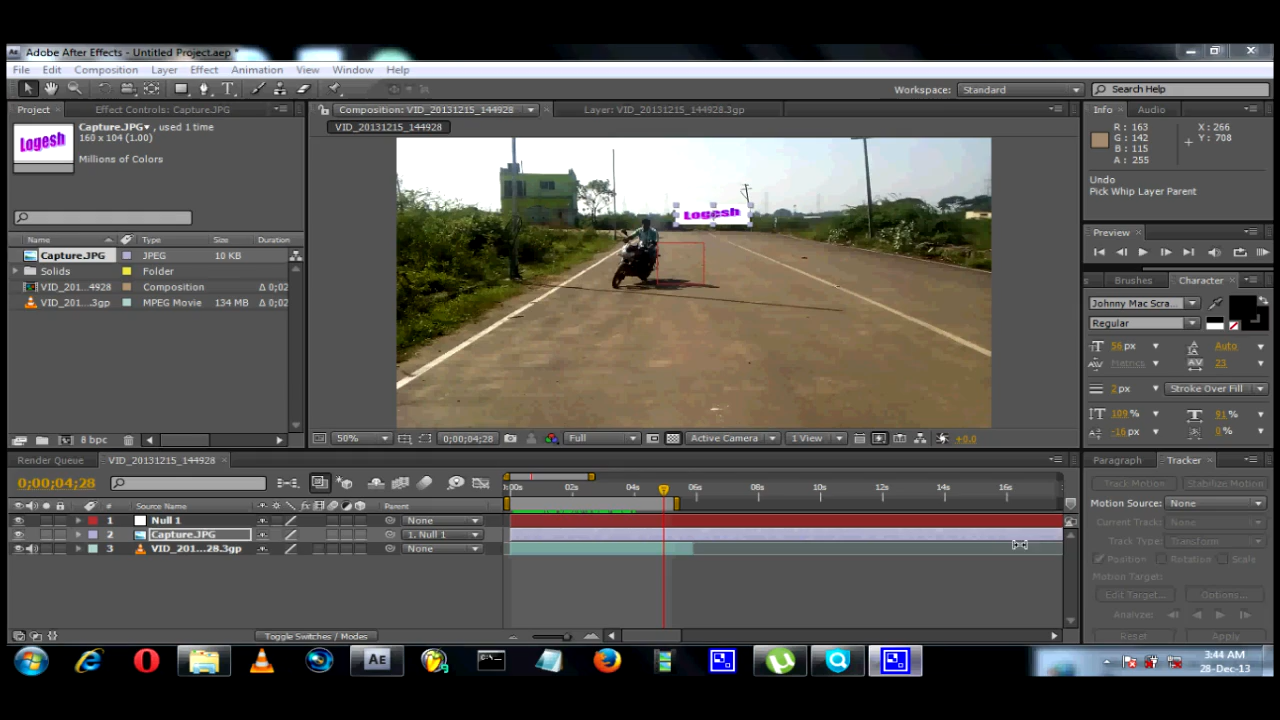 Adobe After Effects - Untitled Project.aep *
File Edit Composition Layer Effect Animation View Window Help
Workspace: Standard Search Help
Project Effect Controls: Capture.JPG Composition: VID_20131215_144928 Layer: VID_20131215_144928.3gp Info Audio
VID_20131215_144928
Logesh
Capture.JPG, used 1 time
160 x 104 (1.00)
Millions of Colors
R: 163
G: 142
B: 115
A: 255
X: 266
Y: 708
Undo
Pick Whip Layer Parent
Logesh
Preview
Name Type Size Duration
Capture.JPG JPEG 10 KB
Solids Folder
VID_201...4928 Composition Δ 0;02
VID_201....3gp MPEG Movie 134 MB Δ 0;02
8 bpc
s Brushes Character
Johnny Mac Scra...
Regular
56 px Auto
Metrics 23
2 px Stroke Over Fill
109 % 91 %
-16 px 0 %
50% 0;00;04;28 Full Active Camera 1 View +0.0
Render Queue VID_20131215_144928
0;00;04;28
:00s 02s 04s 06s 08s 10s 12s 14s 16s
# Source Name Parent
1 Null 1 None
2 Capture.JPG 1. Null 1
3 VID_201...28.3gp None
Toggle Switches / Modes
Paragraph Tracker
Track Motion Stabilize Motion
Motion Source: None
Current Track: None
Track Type: Transform
Position Rotation Scale
Motion Target:
Edit Target... Options...
Analyze:
Reset Apply
AE
3:44 AM
28-Dec-13